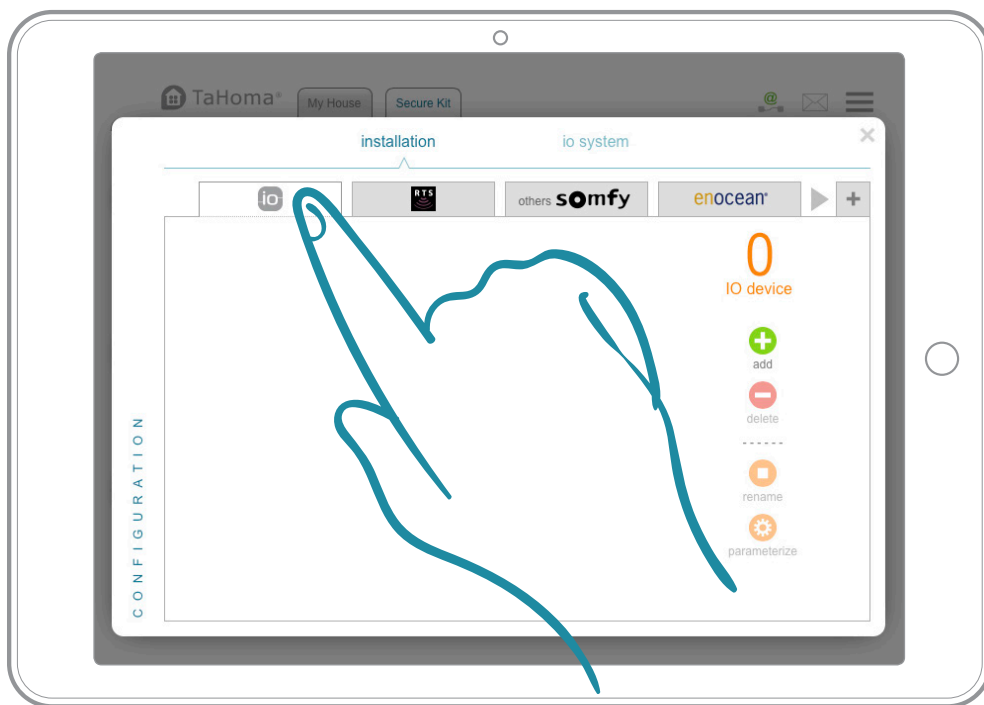 TaHoma®
My House
Secure Kit
@
installation
io system
×
io
RTS
others somfy
enocean®
+
0
IO device
add
delete
rename
parameterize
CONFIGURATION